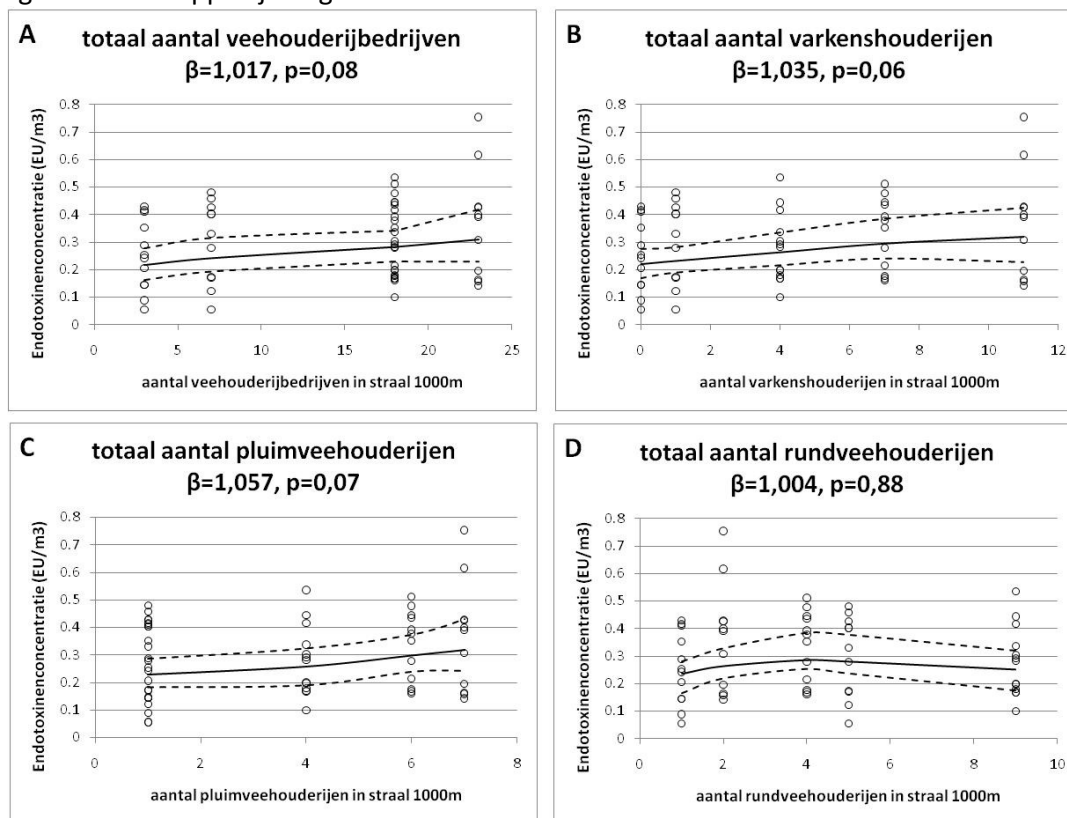 A
totaal aantal veehouderijbedrijven
β=1,017, p=0,08
Endotoxinenconcentratie (EU/m3)
0.8
0.7
0.6
0.5
0.4
0.3
0.2
0.1
0
0 5 10 15 20 25
aantal veehouderijbedrijven in straal 1000m
B
totaal aantal varkenshouderijen
β=1,035, p=0,06
Endotoxinenconcentratie (EU/m3)
0.8
0.7
0.6
0.5
0.4
0.3
0.2
0.1
0
0 2 4 6 8 10 12
aantal varkenshouderijen in straal 1000m
C
totaal aantal pluimveehouderijen
β=1,057, p=0,07
Endotoxinenconcentratie (EU/m3)
0.8
0.7
0.6
0.5
0.4
0.3
0.2
0.1
0
0 2 4 6 8
aantal pluimveehouderijen in straal 1000m
D
totaal aantal rundveehouderijen
β=1,004, p=0,88
Endotoxinenconcentratie (EU/m3)
0.8
0.7
0.6
0.5
0.4
0.3
0.2
0.1
0
0 2 4 6 8 10
aantal rundveehouderijen in straal 1000m